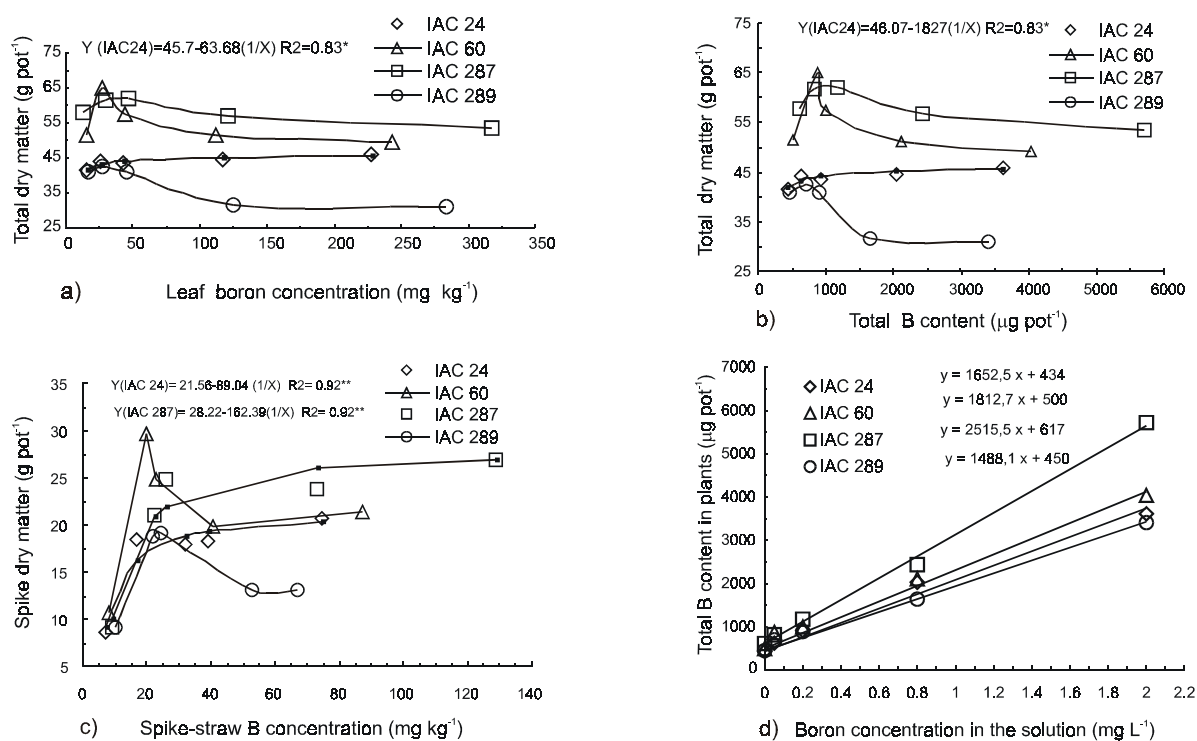 Y (IAC24)=45.7-63.68(1/X) R2=0.83*
IAC 24
IAC 60
IAC 287
IAC 289
Total dry matter (g pot-1)
75
65
55
45
35
25
0 50 100 150 200 250 300 350
a) Leaf boron concentration (mg kg-1)
Y(IAC24)=46.07-1827(1/X) R2=0.83*
IAC 24
IAC 60
IAC 287
IAC 289
Total dry matter (g pot-1)
75
65
55
45
35
25
0 1000 2000 3000 4000 5000 6000
b) Total B content (µg pot-1)
Y(IAC 24)= 21.56-89.04 (1/X) R2= 0.92**
Y(IAC 287)= 28.22-162.39(1/X) R2= 0.92**
IAC 24
IAC 60
IAC 287
IAC 289
Spike dry matter (g pot-1)
35
30
25
20
15
10
5
0 20 40 60 80 100 120 140
c) Spike-straw B concentration (mg kg-1)
IAC 24
IAC 60
IAC 287
IAC 289
y = 1652,5 x + 434
y = 1812,7 x + 500
y = 2515,5 x + 617
y = 1488,1 x + 450
Total B content in plants (µg pot-1)
7000
6000
5000
4000
3000
2000
1000
0
0 0.2 0.4 0.6 0.8 1 1.2 1.4 1.6 1.8 2 2.2
d) Boron concentration in the solution (mg L-1)